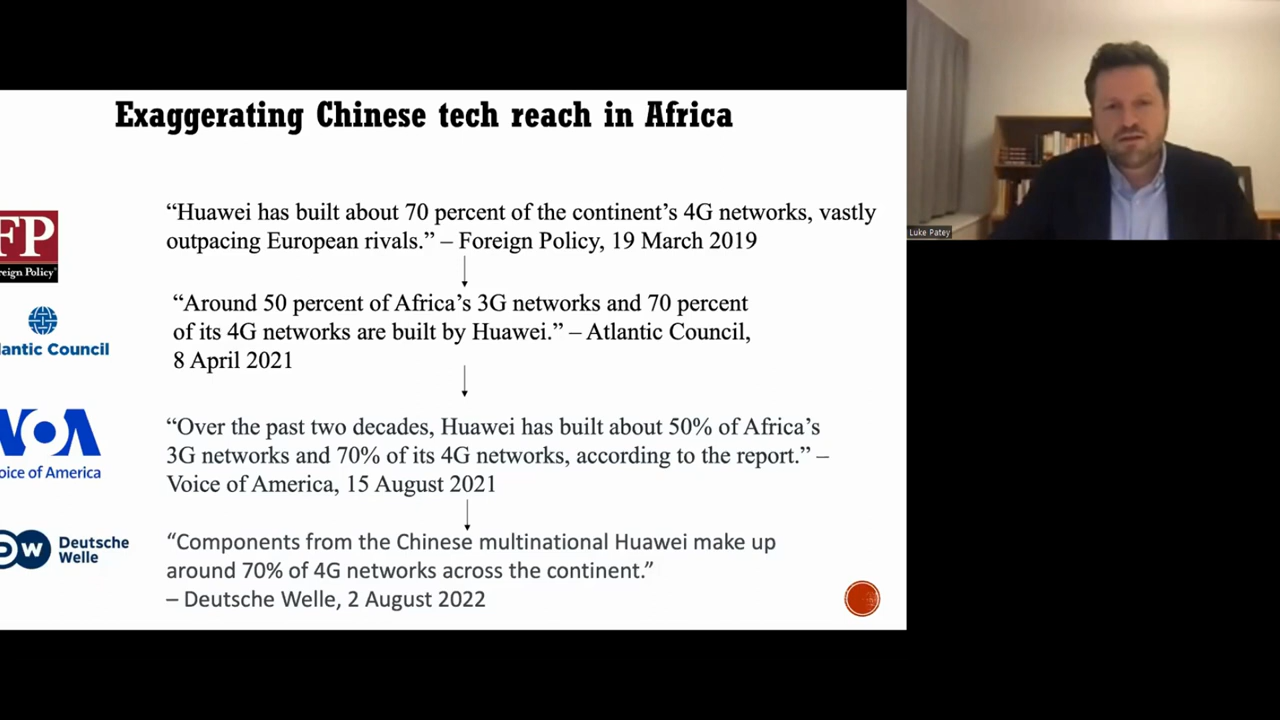 Exaggerating Chinese tech reach in Africa
“Huawei has built about 70 percent of the continent’s 4G networks, vastly
outpacing European rivals.” – Foreign Policy, 19 March 2019
FP
reign Policy
“Around 50 percent of Africa’s 3G networks and 70 percent
of its 4G networks are built by Huawei.” – Atlantic Council,
8 April 2021
lantic Council
“Over the past two decades, Huawei has built about 50% of Africa’s
3G networks and 70% of its 4G networks, according to the report.” –
Voice of America, 15 August 2021
VOA
oice of America
“Components from the Chinese multinational Huawei make up
around 70% of 4G networks across the continent.”
– Deutsche Welle, 2 August 2022
DW
Deutsche
Welle
Luke Patey